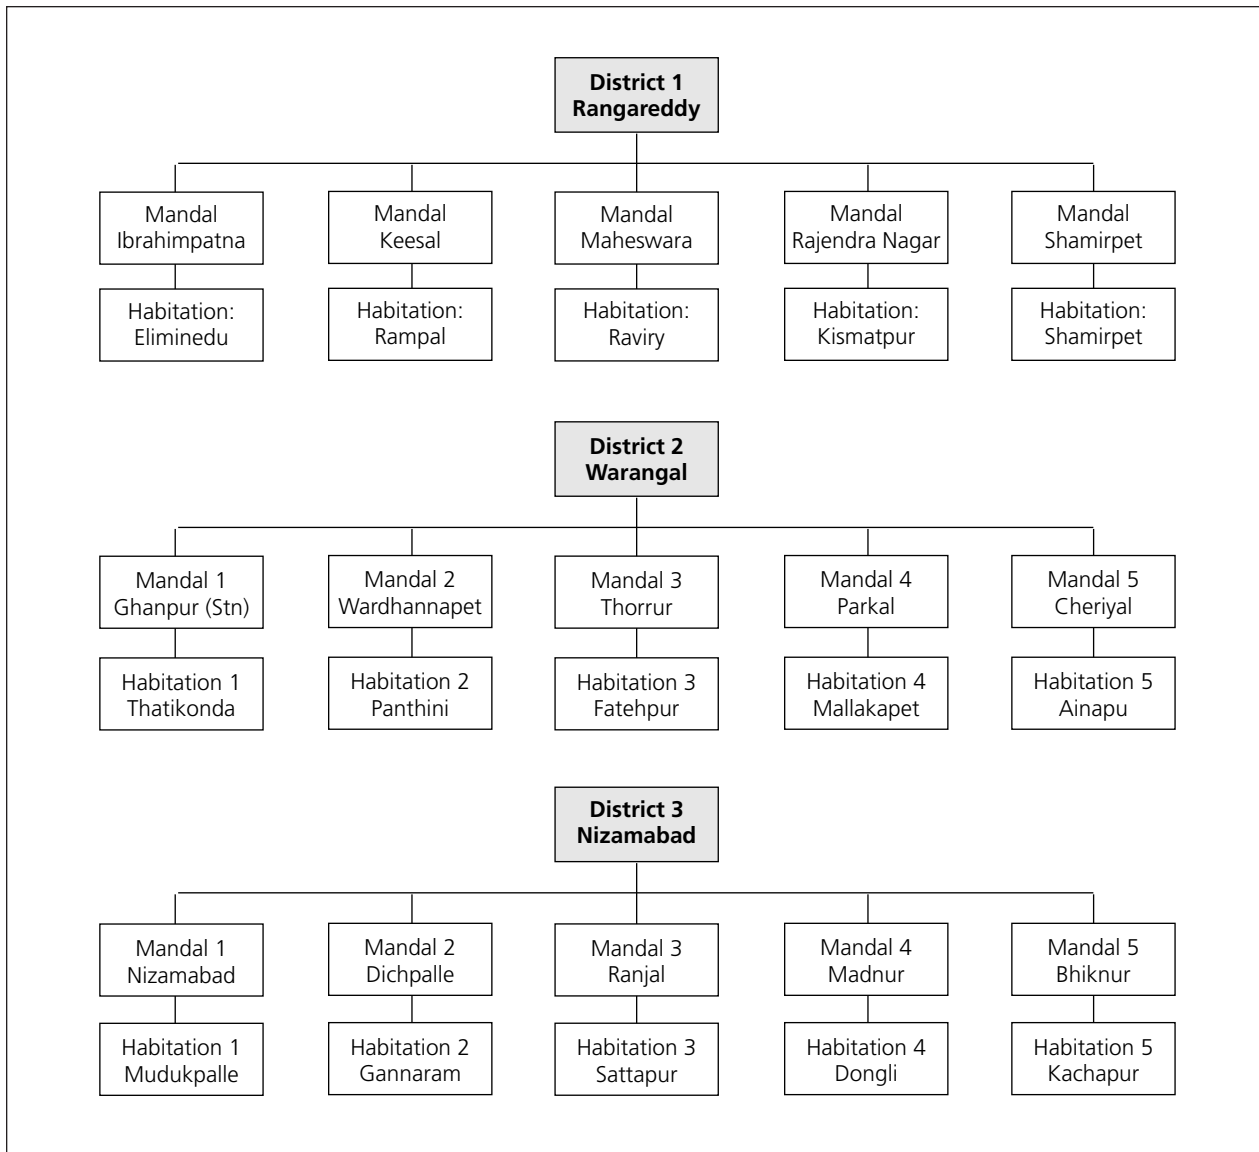 District 1
Rangareddy
Mandal
Ibrahimpatna
Mandal
Keesal
Mandal
Maheswara
Mandal
Rajendra Nagar
Mandal
Shamirpet
Habitation:
Eliminedu
Habitation:
Rampal
Habitation:
Raviry
Habitation:
Kismatpur
Habitation:
Shamirpet
District 2
Warangal
Mandal 1
Ghanpur (Stn)
Mandal 2
Wardhannapet
Mandal 3
Thorrur
Mandal 4
Parkal
Mandal 5
Cheriyal
Habitation 1
Thatikonda
Habitation 2
Panthini
Habitation 3
Fatehpur
Habitation 4
Mallakapet
Habitation 5
Ainapu
District 3
Nizamabad
Mandal 1
Nizamabad
Mandal 2
Dichpalle
Mandal 3
Ranjal
Mandal 4
Madnur
Mandal 5
Bhiknur
Habitation 1
Mudukpalle
Habitation 2
Gannaram
Habitation 3
Sattapur
Habitation 4
Dongli
Habitation 5
Kachapur